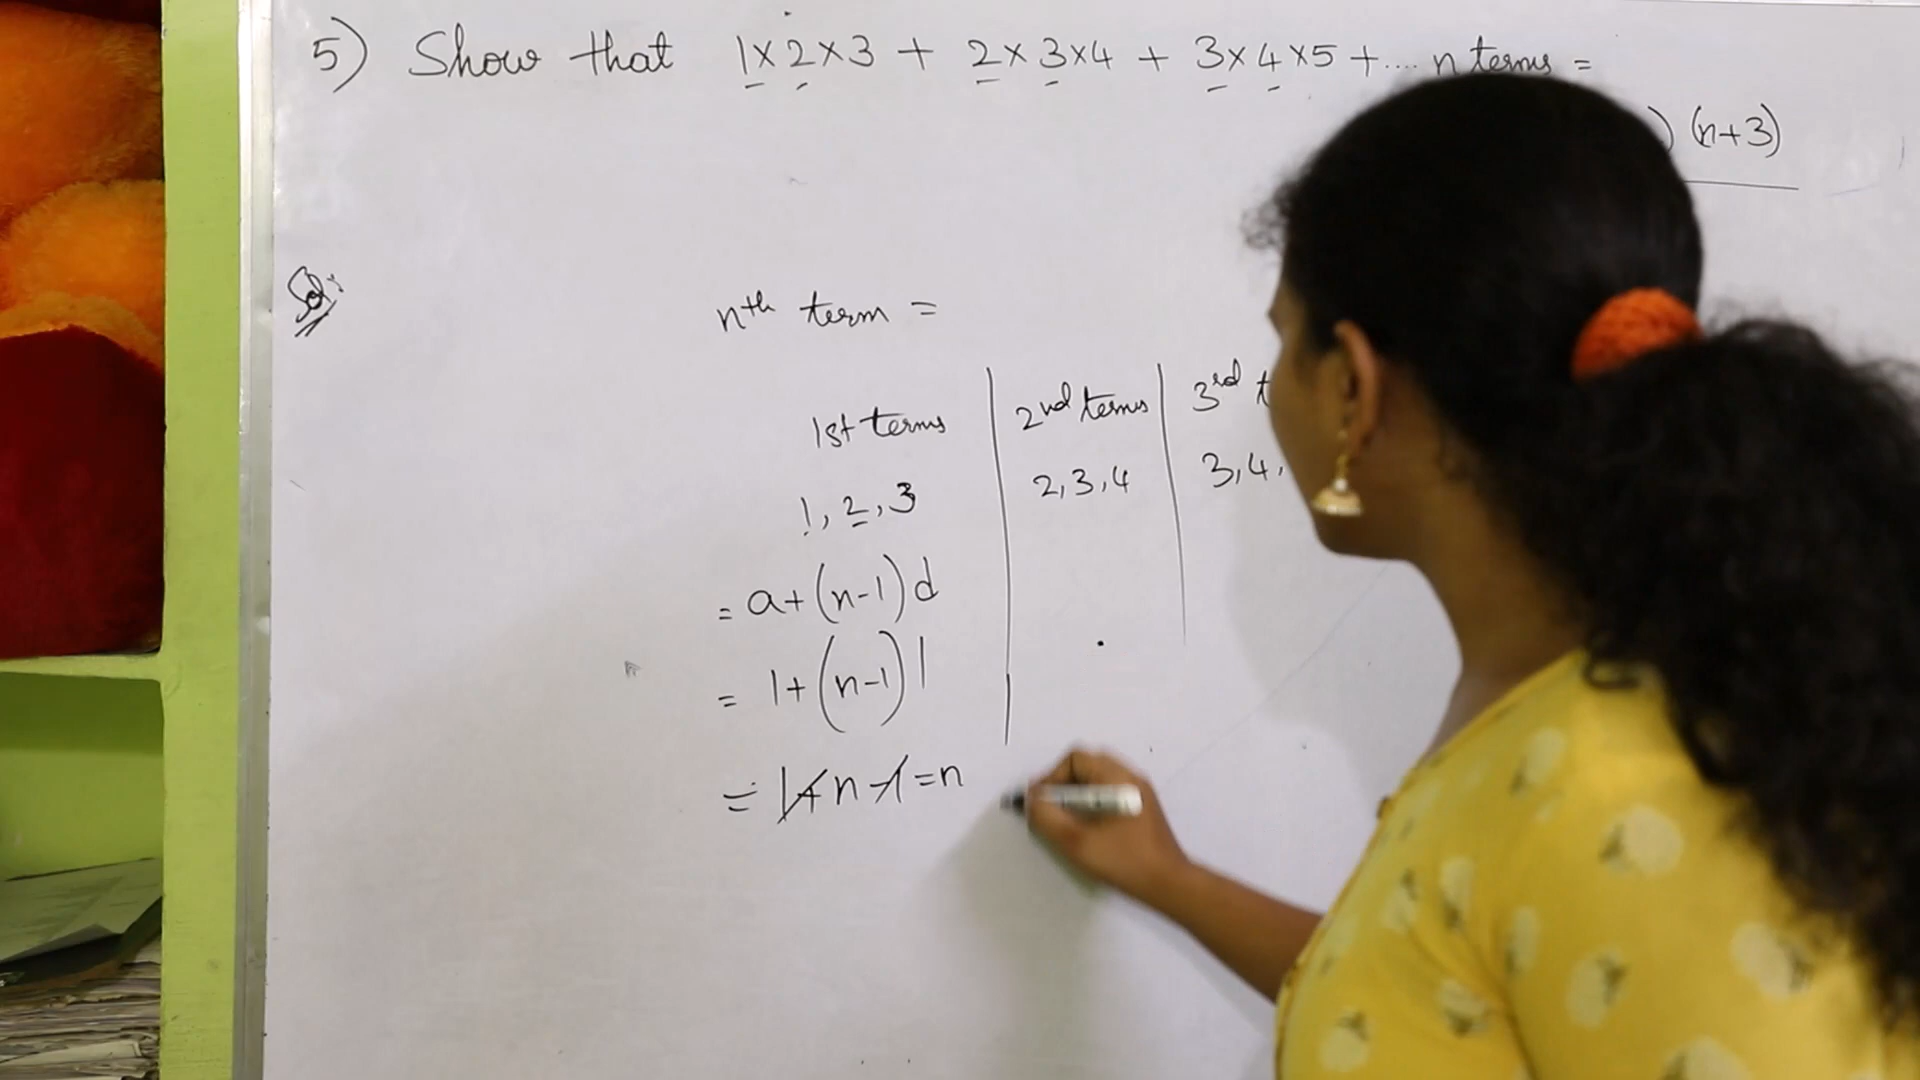 5) Show that 1×2×3 + 2×3×4 + 3×4×5 +.... n terms =
) (n+3)
Sol:
nth term =
1st terms | 2nd terms | 3rd t
1, 2, 3 | 2, 3, 4 | 3, 4,
= a+(n-1)d
= 1+(n-1)1
= 1+n-1 = n